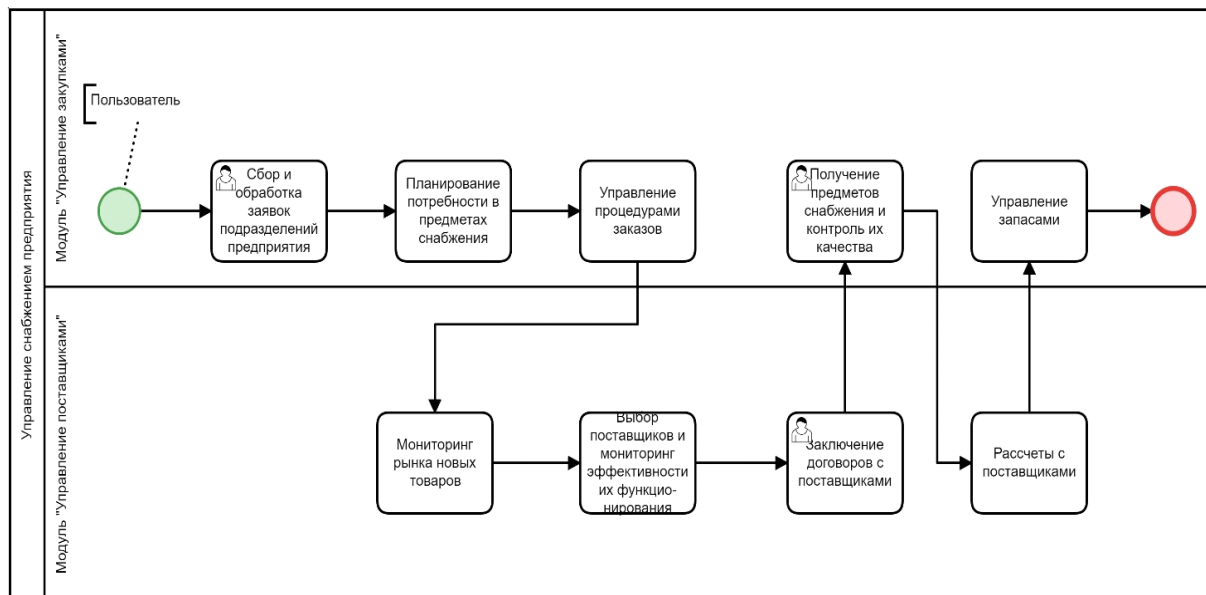 Управление снабжением предприятия
Модуль "Управление закупками"
Пользователь
Сбор и
обработка
заявок
подразделений
предприятия
Планирование
потребности в
предметах
снабжения
Управление
процедурами
заказов
Получение
предметов
снабжения и
контроль их
качества
Управление
запасами
Модуль "Управление поставщиками"
Мониторинг
рынка новых
товаров
Выбор
поставщиков и
мониторинг
эффективности
их функцио-
нирования
Заключение
договоров с
поставщиками
Рассчеты с
поставщиками